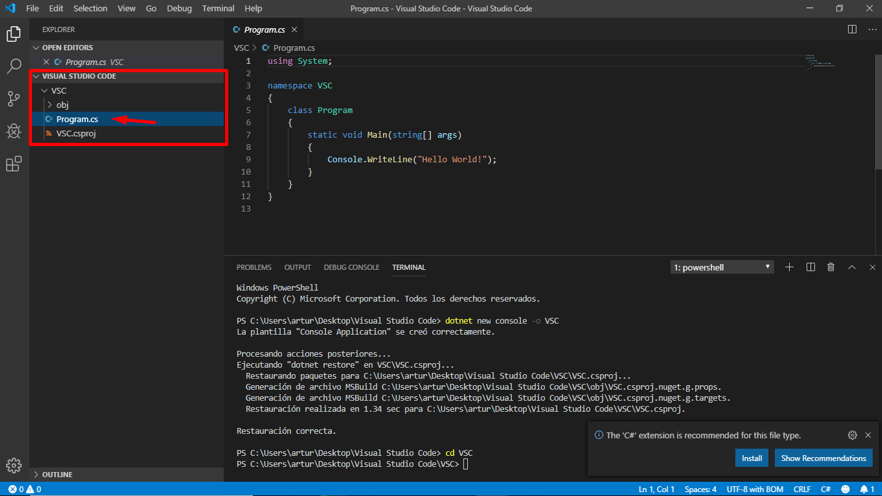 File Edit Selection View Go Debug Terminal Help
Program.cs - Visual Studio Code - Visual Studio Code
EXPLORER
OPEN EDITORS
Program.cs VSC
VISUAL STUDIO CODE
VSC
obj
Program.cs
VSC.csproj
OUTLINE
Program.cs
VSC > Program.cs
1 using System;
2
3 namespace VSC
4 {
5 class Program
6 {
7 static void Main(string[] args)
8 {
9 Console.WriteLine("Hello World!");
10 }
11 }
12 }
13
PROBLEMS OUTPUT DEBUG CONSOLE TERMINAL
1: powershell
Windows PowerShell
Copyright (C) Microsoft Corporation. Todos los derechos reservados.
PS C:\Users\artur\Desktop\Visual Studio Code> dotnet new console -o VSC
La plantilla "Console Application" se creó correctamente.
Procesando acciones posteriores...
Ejecutando "dotnet restore" en VSC\VSC.csproj...
Restaurando paquetes para C:\Users\artur\Desktop\Visual Studio Code\VSC\VSC.csproj...
Generación de archivo MSBuild C:\Users\artur\Desktop\Visual Studio Code\VSC\obj\VSC.csproj.nuget.g.props.
Generación de archivo MSBuild C:\Users\artur\Desktop\Visual Studio Code\VSC\obj\VSC.csproj.nuget.g.targets.
Restauración realizada en 1.34 sec para C:\Users\artur\Desktop\Visual Studio Code\VSC\VSC.csproj.
Restauración correcta.
PS C:\Users\artur\Desktop\Visual Studio Code> cd VSC
PS C:\Users\artur\Desktop\Visual Studio Code\VSC>
The 'C#' extension is recommended for this file type.
Install
Show Recommendations
0 0
Ln 1, Col 1 Spaces: 4 UTF-8 with BOM CRLF C# 1